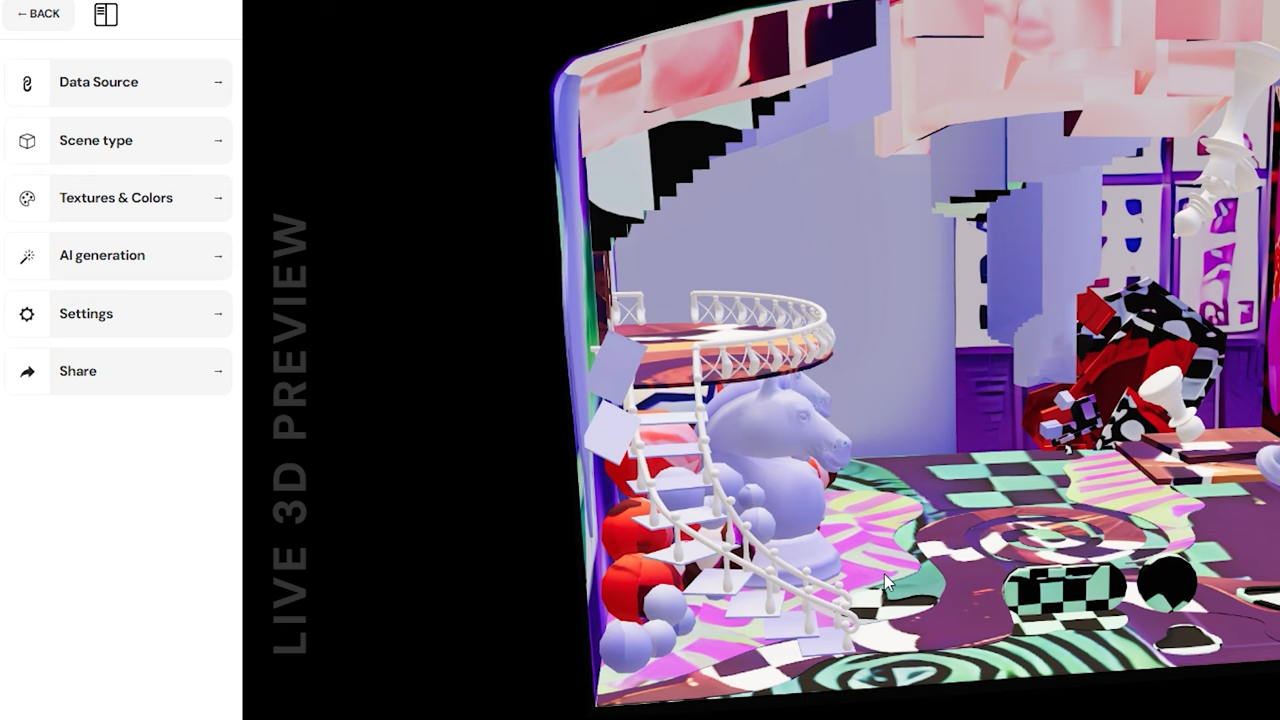 ← BACK
Data Source →
Scene type →
Textures & Colors →
AI generation →
Settings →
Share →
LIVE 3D PREVIEW